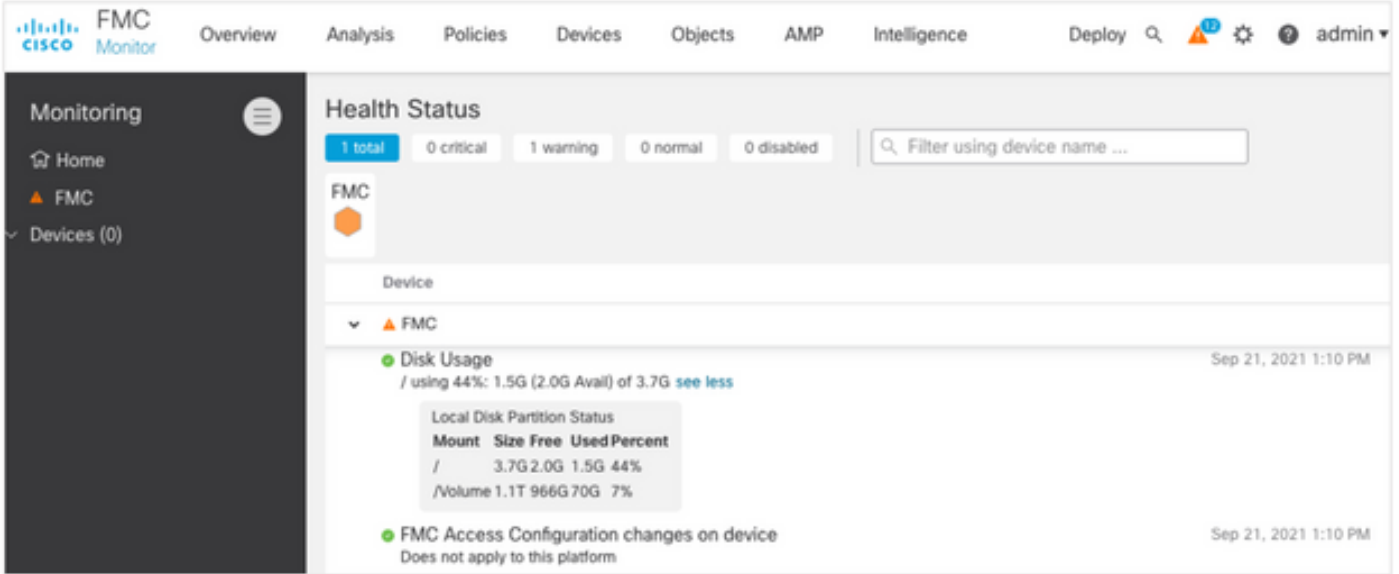 CISCO
FMC
Monitor
Overview Analysis Policies Devices Objects AMP Intelligence Deploy 12 admin
Monitoring
Home
FMC
Devices (0)
Health Status
1 total 0 critical 1 warning 0 normal 0 disabled Filter using device name ...
FMC
Device
FMC
Disk Usage Sep 21, 2021 1:10 PM
/ using 44%: 1.5G (2.0G Avail) of 3.7G see less
Local Disk Partition Status
Mount Size Free Used Percent
/ 3.7G 2.0G 1.5G 44%
/Volume 1.1T 966G 70G 7%
FMC Access Configuration changes on device Sep 21, 2021 1:10 PM
Does not apply to this platform